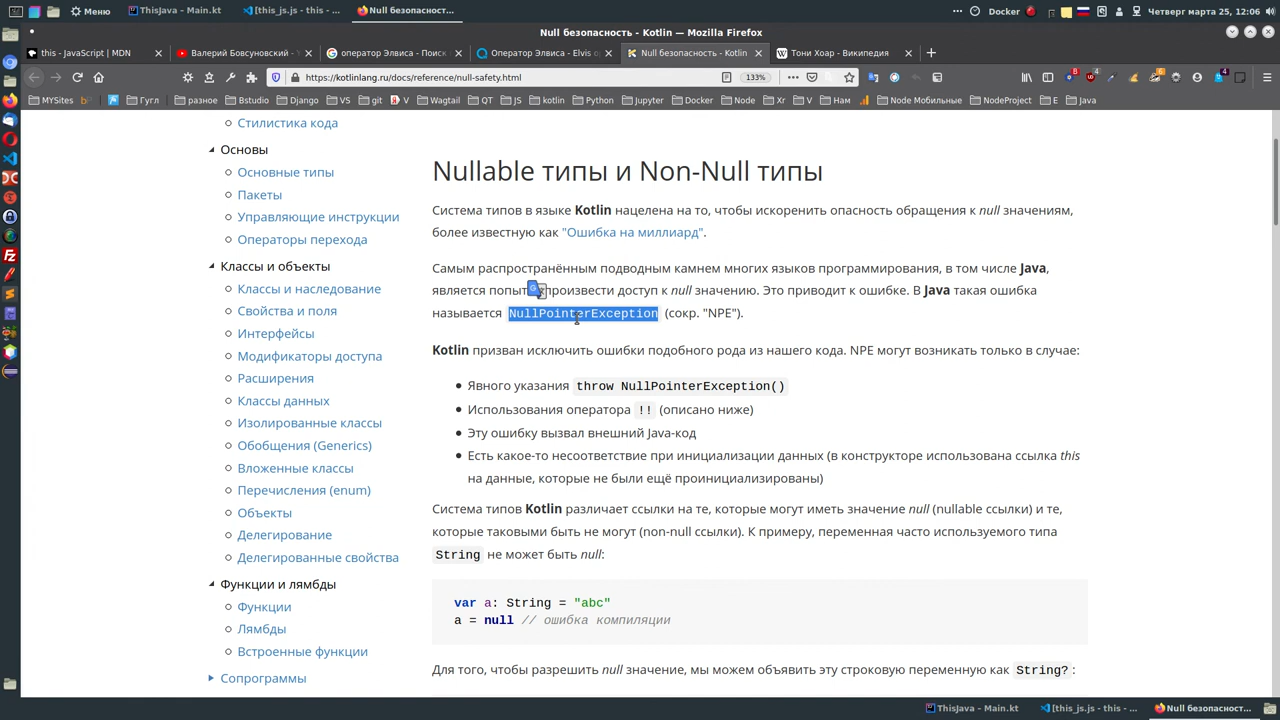 Меню
ThisJava – Main.kt
[this_js.js - this - ...
Null безопасност...
Docker
Четверг марта 25, 12:06
Null безопасность - Kotlin — Mozilla Firefox
this - JavaScript | MDN
Валерий Бовсуновский -
оператор Элвиса - Поиск
Оператор Элвиса - Elvis o
Null безопасность - Kotlin
Тони Хоар - Википедия
https://kotlinlang.ru/docs/reference/null-safety.html
133%
MYSites
Гугл
разное
Bstudio
Django
VS
git
V
Wagtail
QT
JS
kotlin
Python
Jupyter
Docker
Node
Xr
V
Нам
Node Мобильные
NodeProject
E
Java
Стилистика кода
Основы
Основные типы
Пакеты
Управляющие инструкции
Операторы перехода
Классы и объекты
Классы и наследование
Свойства и поля
Интерфейсы
Модификаторы доступа
Расширения
Классы данных
Изолированные классы
Обобщения (Generics)
Вложенные классы
Перечисления (enum)
Объекты
Делегирование
Делегированные свойства
Функции и лямбды
Функции
Лямбды
Встроенные функции
Сопрограммы
Nullable типы и Non-Null типы
Система типов в языке Kotlin нацелена на то, чтобы искоренить опасность обращения к null значениям,
более известную как "Ошибка на миллиард".
Самым распространённым подводным камнем многих языков программирования, в том числе Java,
является попыт произвести доступ к null значению. Это приводит к ошибке. В Java такая ошибка
называется NullPointerException (сокр. "NPE").
Kotlin призван исключить ошибки подобного рода из нашего кода. NPE могут возникать только в случае:
Явного указания throw NullPointerException()
Использования оператора !! (описано ниже)
Эту ошибку вызвал внешний Java-код
Есть какое-то несоответствие при инициализации данных (в конструкторе использована ссылка this
на данные, которые не были ещё проинициализированы)
Система типов Kotlin различает ссылки на те, которые могут иметь значение null (nullable ссылки) и те,
которые таковыми быть не могут (non-null ссылки). К примеру, переменная часто используемого типа
String не может быть null:
var a: String = "abc"
a = null // ошибка компиляции
Для того, чтобы разрешить null значение, мы можем объявить эту строковую переменную как String? :
ThisJava – Main.kt
[this_js.js - this - ...
Null безопасност...